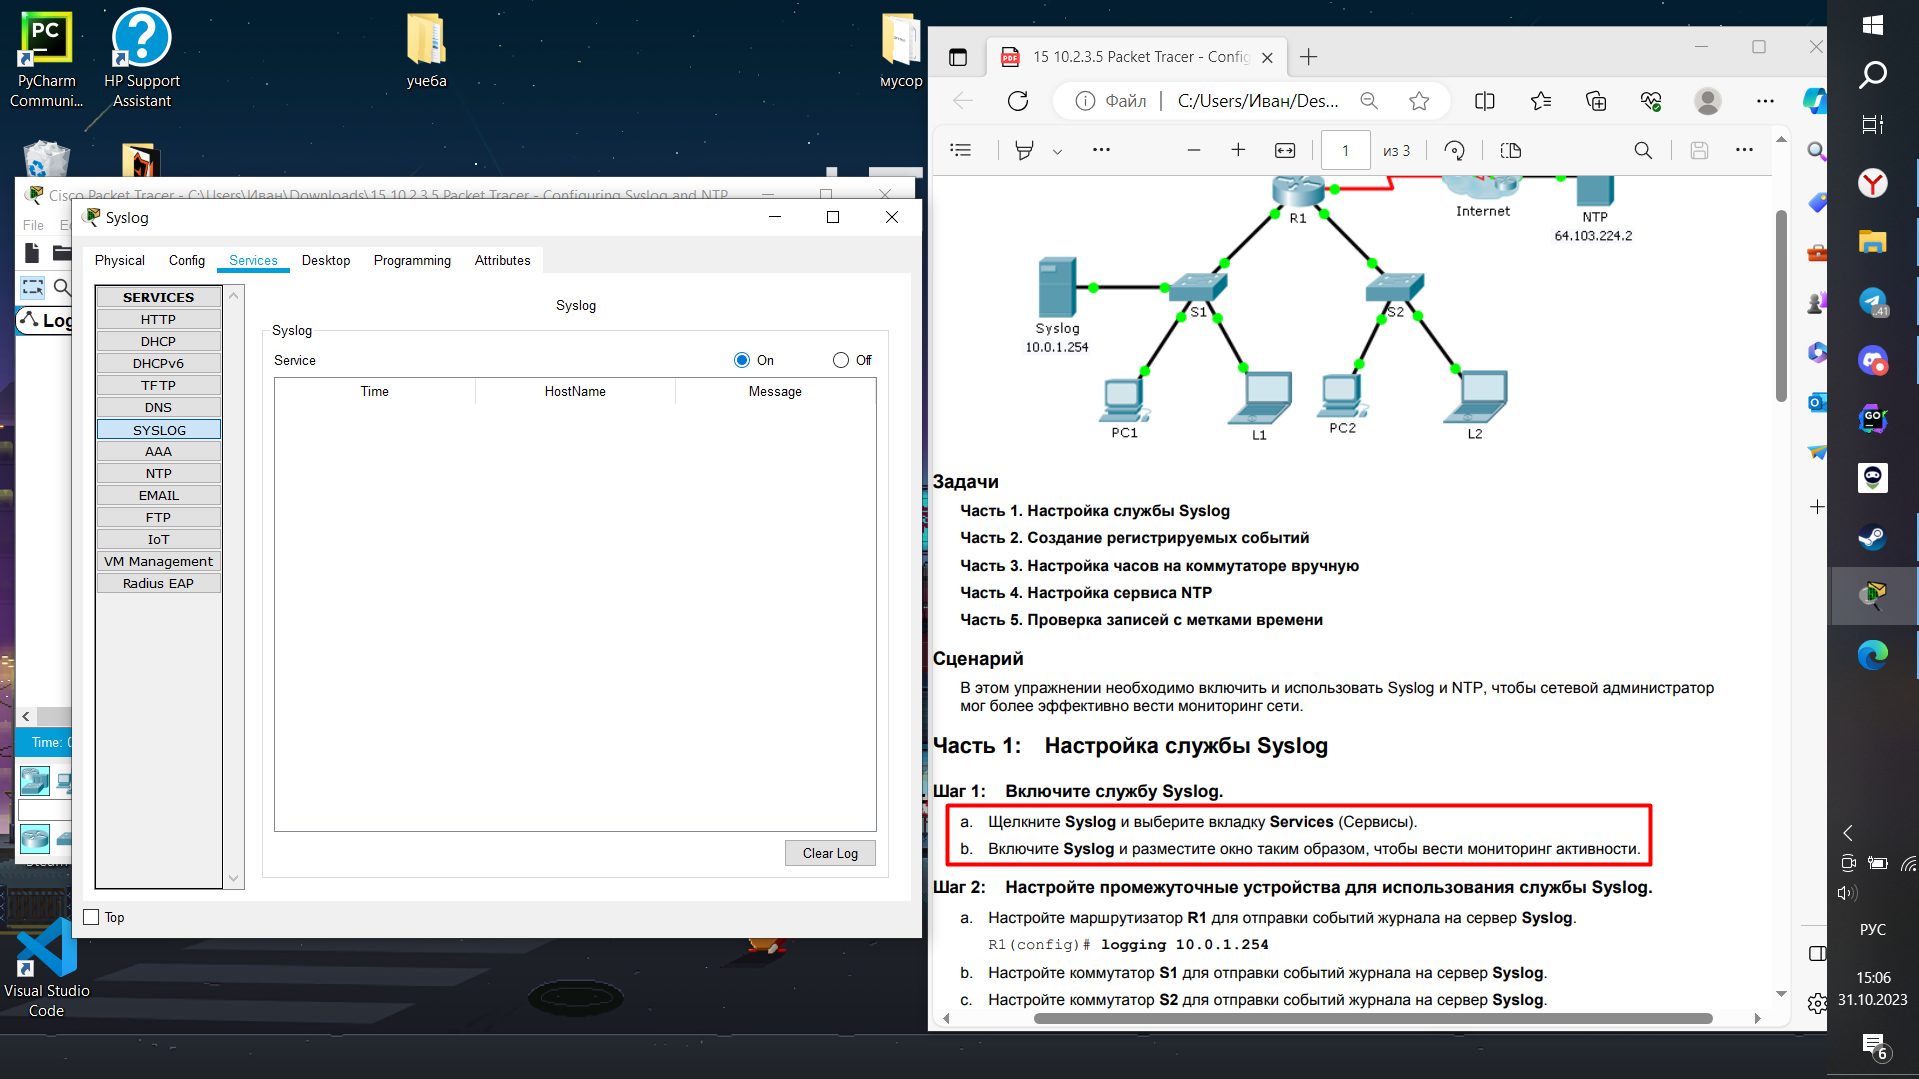 PyCharm
Communi...
HP Support
Assistant
учеба
мусор
Cisco Packet Tracer - C:\Users\Иван\Downloads\15 10.2.3.5 Packet Tracer - Configuring Syslog and NTP
File
Log
Time:
Visual Studio
Code
Syslog
Physical
Config
Services
Desktop
Programming
Attributes
SERVICES
HTTP
DHCP
DHCPv6
TFTP
DNS
SYSLOG
AAA
NTP
EMAIL
FTP
IoT
VM Management
Radius EAP
Syslog
Syslog
Service
On
Off
Time
HostName
Message
Clear Log
Top
15 10.2.3.5 Packet Tracer - Config
Файл
C:/Users/Иван/Des...
1
из 3
R1
Internet
NTP
64.103.224.2
Syslog
10.0.1.254
S1
S2
PC1
L1
PC2
L2
Задачи
Часть 1. Настройка службы Syslog
Часть 2. Создание регистрируемых событий
Часть 3. Настройка часов на коммутаторе вручную
Часть 4. Настройка сервиса NTP
Часть 5. Проверка записей с метками времени
Сценарий
В этом упражнении необходимо включить и использовать Syslog и NTP, чтобы сетевой администратор
мог более эффективно вести мониторинг сети.
Часть 1: Настройка службы Syslog
Шаг 1: Включите службу Syslog.
a. Щелкните Syslog и выберите вкладку Services (Сервисы).
b. Включите Syslog и разместите окно таким образом, чтобы вести мониторинг активности.
Шаг 2: Настройте промежуточные устройства для использования службы Syslog.
a. Настройте маршрутизатор R1 для отправки событий журнала на сервер Syslog.
R1(config)# logging 10.0.1.254
b. Настройте коммутатор S1 для отправки событий журнала на сервер Syslog.
c. Настройте коммутатор S2 для отправки событий журнала на сервер Syslog.
РУС
15:06
31.10.2023
6